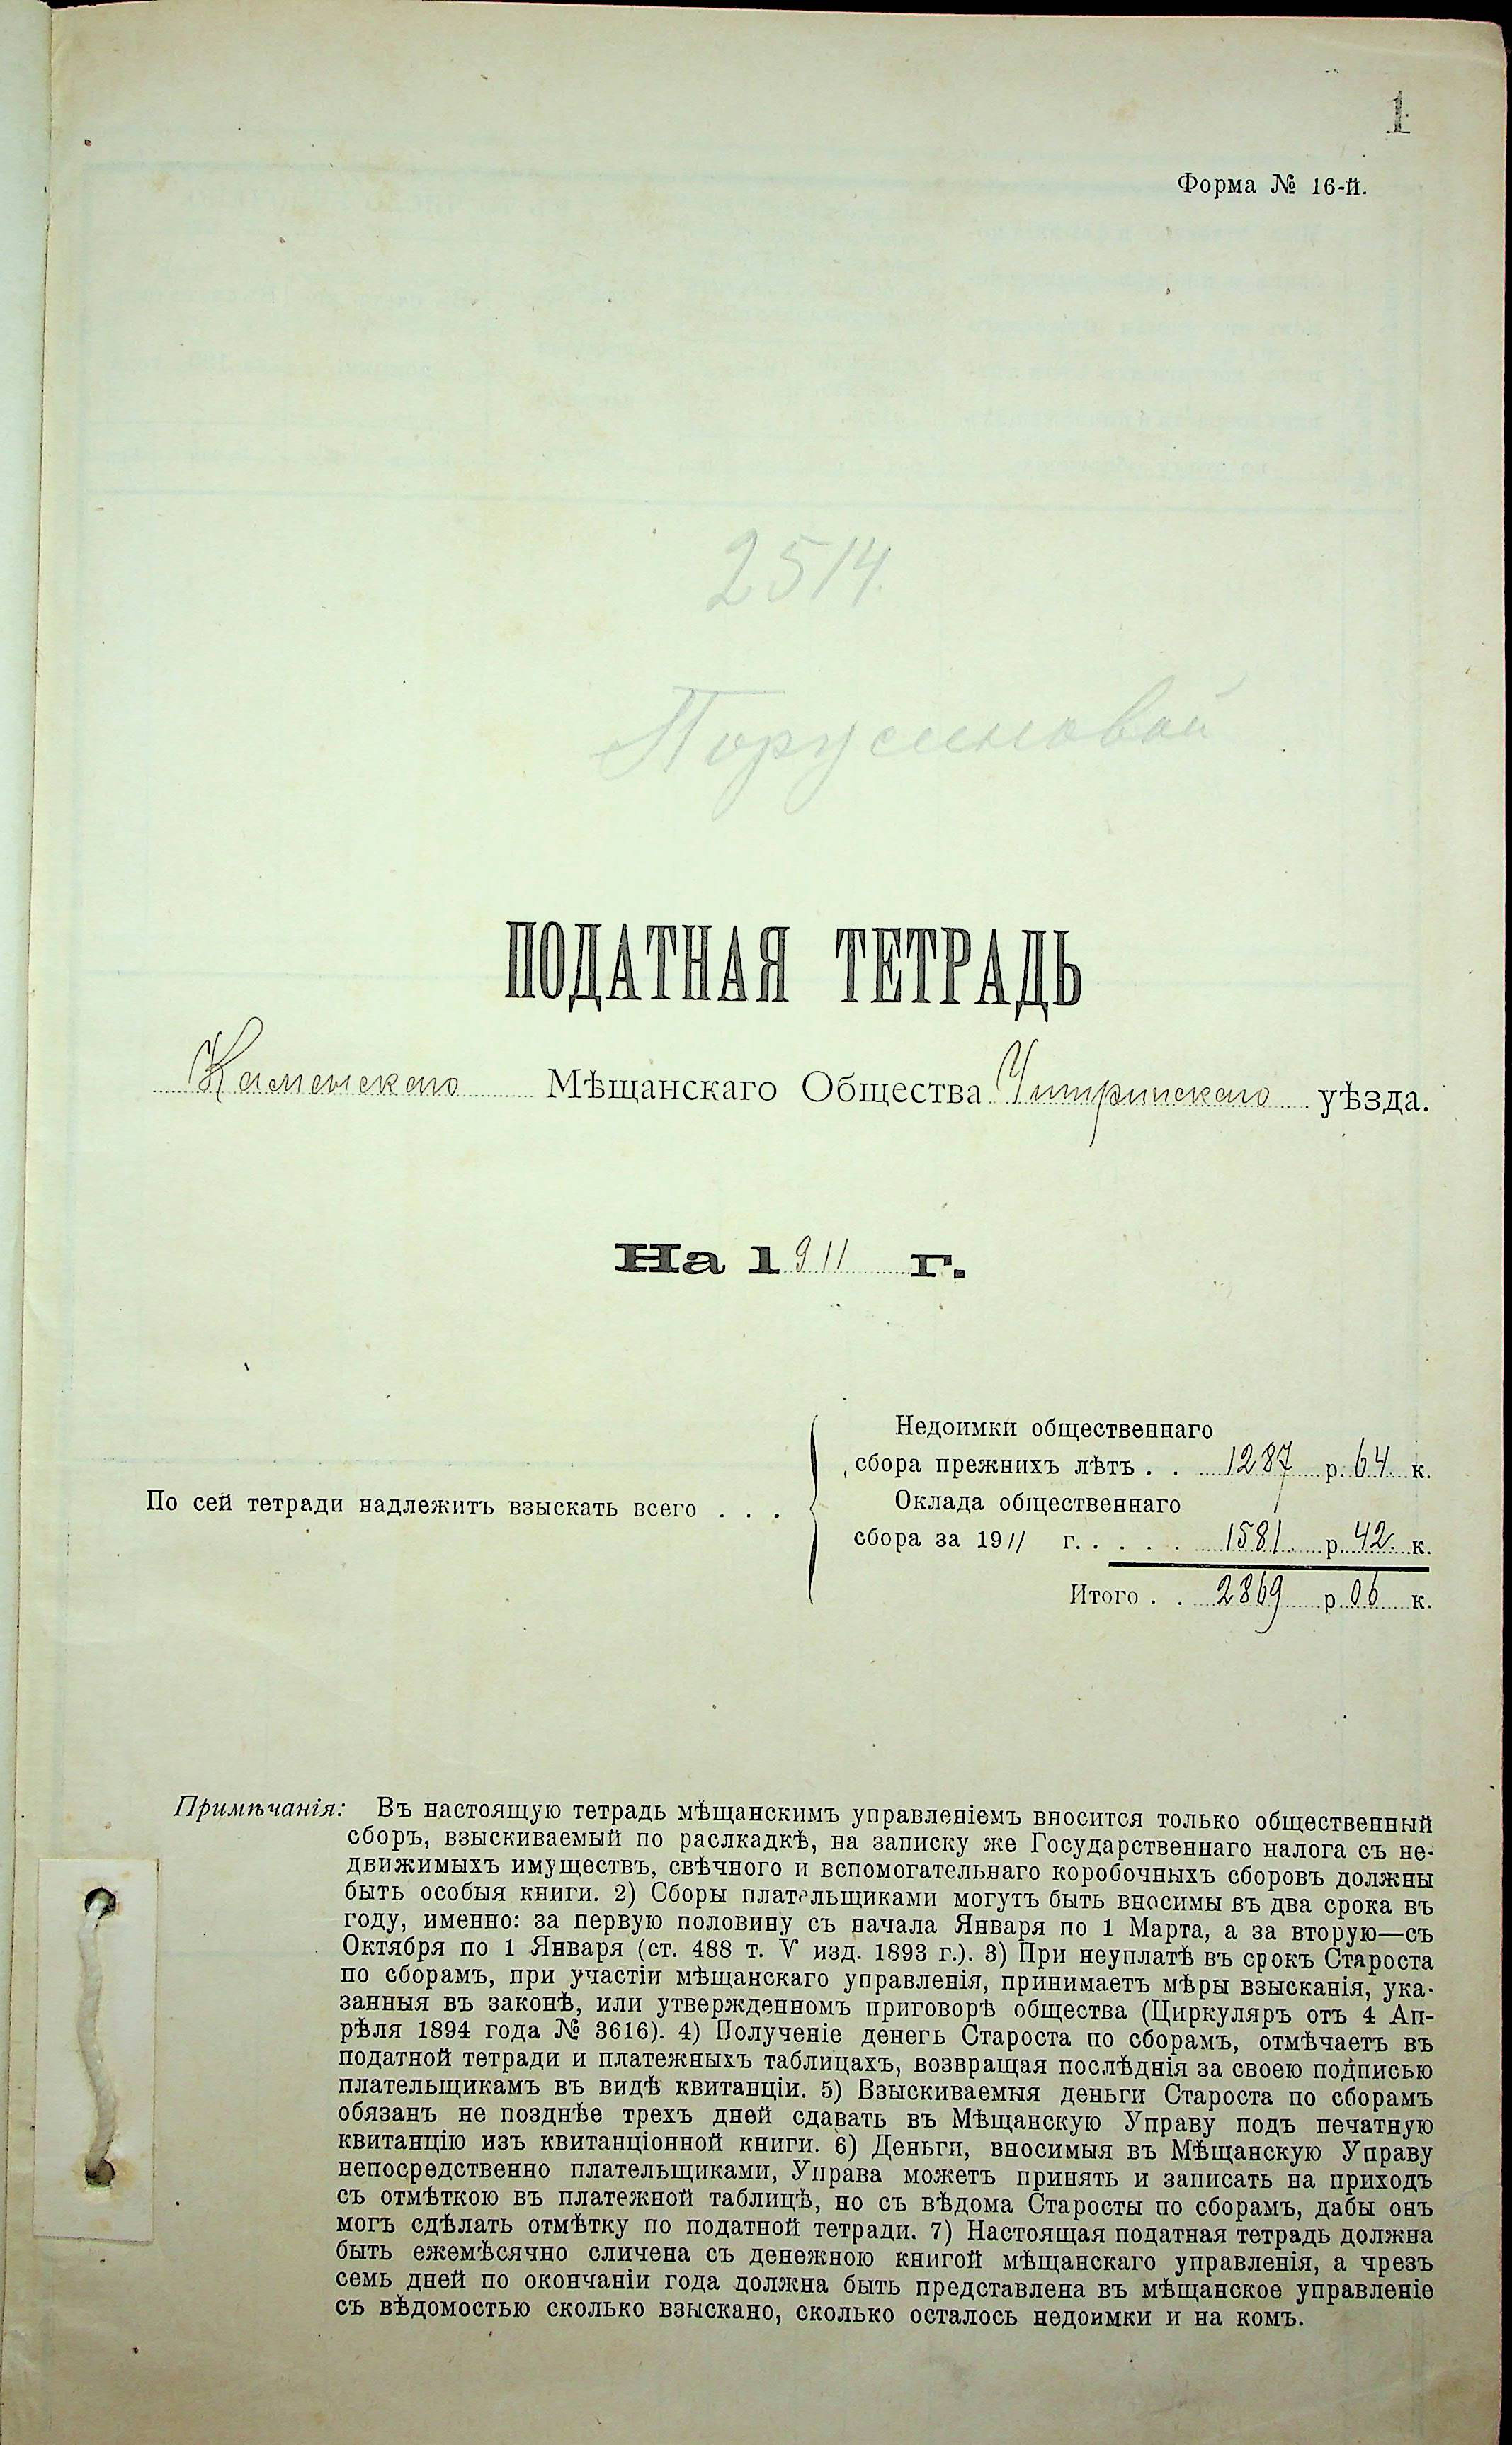 1
Форма № 16-й.
2514.
ПОДАТНАЯ ТЕТРАДЬ
Каменскаго Мѣщанскаго Общества уѣзда.
На 1911 г.
Недоимки общественнаго
сбора прежнихъ лѣтъ . . 1287 р. 64 к.
По сей тетради надлежитъ взыскать всего . . .
Оклада общественнаго
сбора за 1911 г. . . . . 1581 р. 42 к.
Итого . . 2869 р. 06 к.
Примѣчанія: Въ настоящую тетрадь мѣщанскимъ управленіемъ вносится только общественный
сборъ, взыскиваемый по раслкадкѣ, на записку же Государственнаго налога съ не-
движимыхъ имуществъ, свѣчного и вспомогательнаго коробочныхъ сборовъ должны
быть особыя книги. 2) Сборы плательщиками могутъ быть вносимы въ два срока въ
году, именно: за первую половину съ начала Января по 1 Марта, а за вторую—съ
Октября по 1 Января (ст. 488 т. V изд. 1893 г.). 3) При неуплатѣ въ срокъ Староста
по сборамъ, при участіи мѣщанскаго управленія, принимаетъ мѣры взысканія, ука-
занныя въ законѣ, или утвержденномъ приговорѣ общества (Циркуляръ отъ 4 Ап-
рѣля 1894 года № 3616). 4) Полученіе денегъ Староста по сборамъ, отмѣчаетъ въ
податной тетради и платежныхъ таблицахъ, возвращая послѣднія за своею подписью
плательщикамъ въ видѣ квитанціи. 5) Взыскиваемыя деньги Староста по сборамъ
обязанъ не позднѣе трехъ дней сдавать въ Мѣщанскую Управу подъ печатную
квитанцію изъ квитанціонной книги. 6) Деньги, вносимыя въ Мѣщанскую Управу
непосредственно плательщиками, Управа можетъ принять и записать на приходъ
съ отмѣткою въ платежной таблицѣ, но съ вѣдома Старосты по сборамъ, дабы онъ
могъ сдѣлать отмѣтку по податной тетради. 7) Настоящая податная тетрадь должна
быть ежемѣсячно сличена съ денежною книгой мѣщанскаго управленія, а чрезъ
семь дней по окончаніи года должна быть представлена въ мѣщанское управленіе
съ вѣдомостью сколько взыскано, сколько осталось недоимки и на комъ.